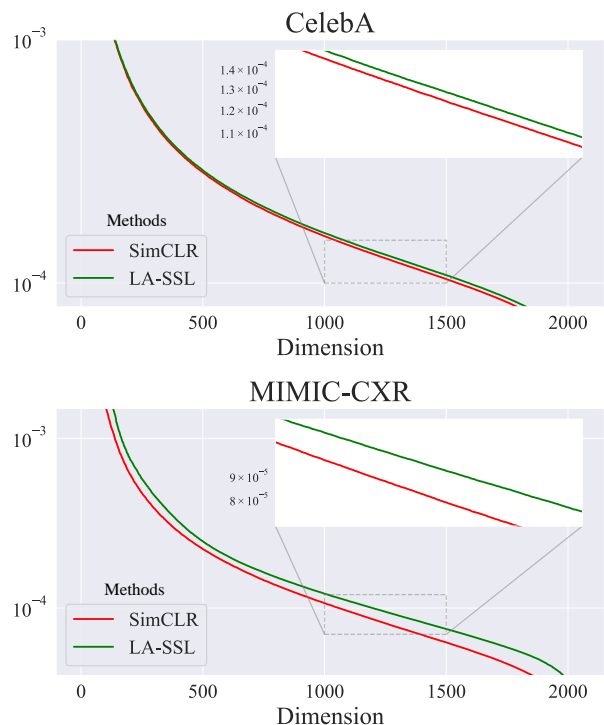 CelebA
10⁻³
1.4 × 10⁻⁴
1.3 × 10⁻⁴
1.2 × 10⁻⁴
1.1 × 10⁻⁴
Methods
SimCLR
LA-SSL
10⁻⁴
0 500 1000 1500 2000
Dimension
MIMIC-CXR
10⁻³
9 × 10⁻⁵
8 × 10⁻⁵
Methods
10⁻⁴
SimCLR
LA-SSL
0 500 1000 1500 2000
Dimension